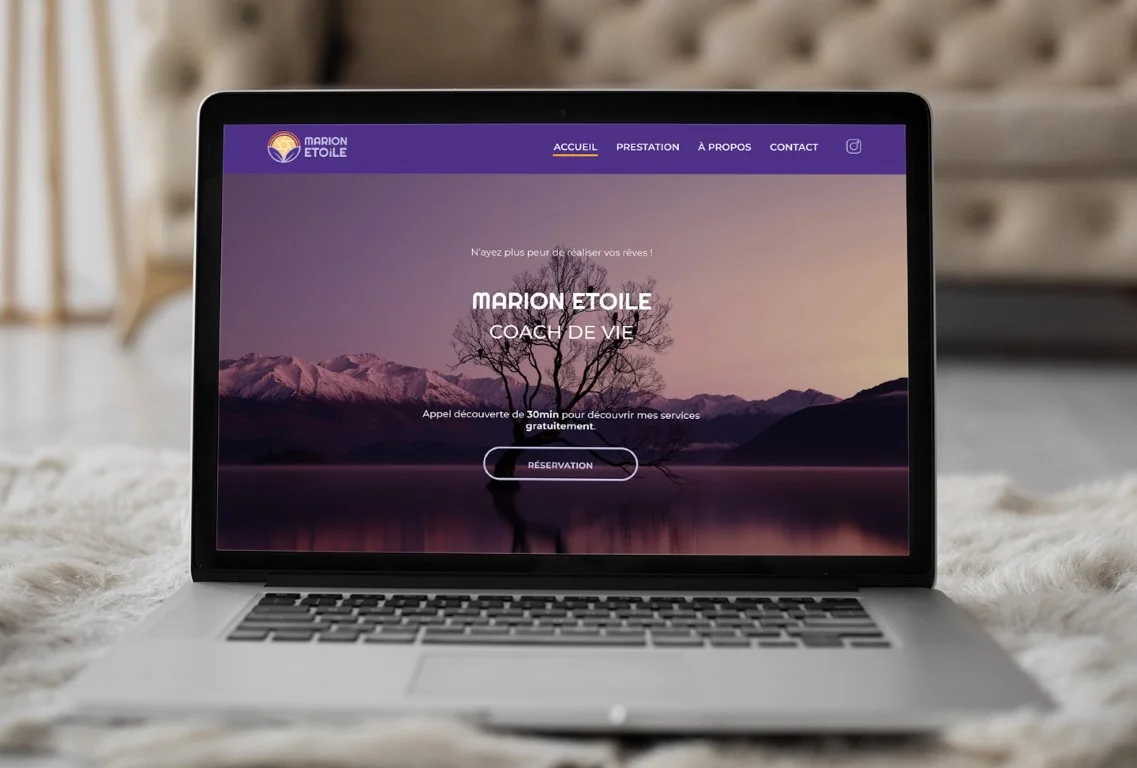 MARION
ETOiLE
ACCUEIL PRESTATION À PROPOS CONTACT
N'ayez plus peur de réaliser vos rêves !
MARION ETOILE
COACH DE VIE
Appel découverte de 30min pour découvrir mes services
gratuitement.
RÉSERVATION